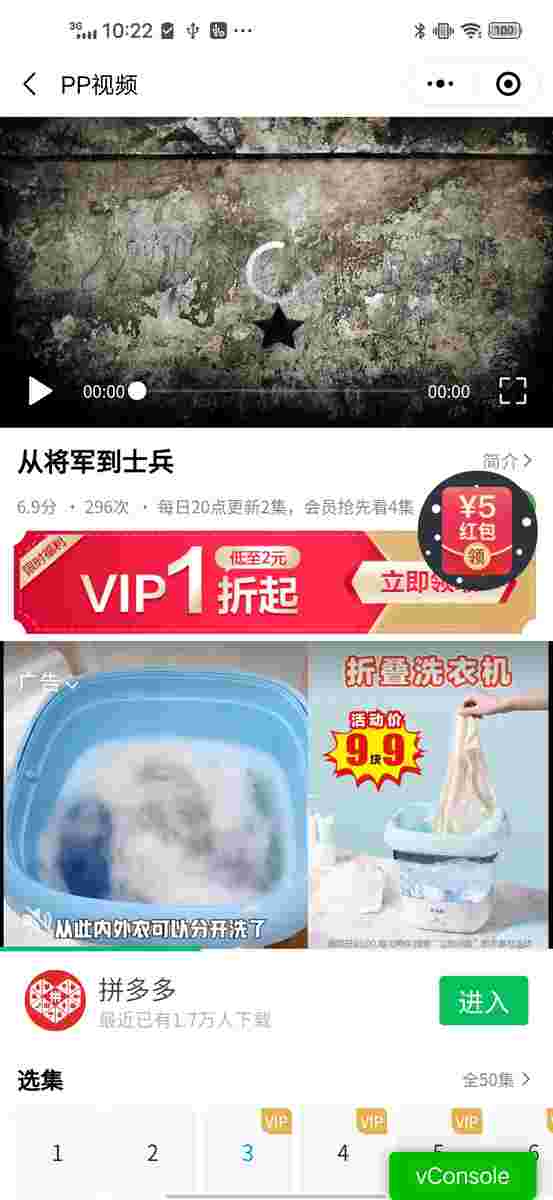 3G 10:22 100
PP视频
00:00 00:00
从将军到士兵
简介
6.9分 · 296次 · 每日20点更新2集，会员抢先看4集
¥5
红包
领
限时福利
VIP1折起
低至2元
立即领
广告
折叠洗衣机
活动价
9块9
从此内外衣可以分开洗了
拼多多
最近已有1.7万人下载
进入
选集
全50集
VIP VIP VIP
1 2 3 4 5 6
vConsole